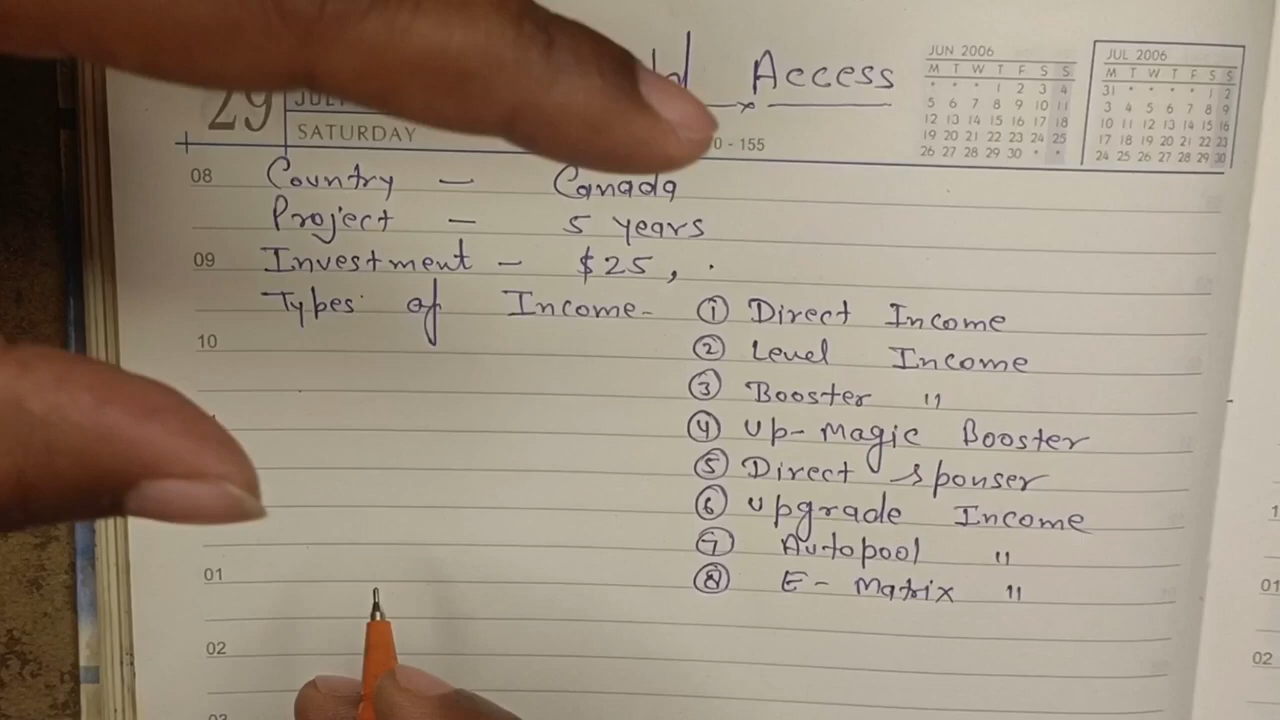 Access
29 JULY
SATURDAY
0 - 155
JUN 2006
M T W T F S S
* * * 1 2 3 4
5 6 7 8 9 10 11
12 13 14 15 16 17 18
19 20 21 22 23 24 25
26 27 28 29 30 * *
JUL 2006
M T W T F S S
31 * * * * 1 2
3 4 5 6 7 8 9
10 11 12 13 14 15 16
17 18 19 20 21 22 23
24 25 26 27 28 29 30
08 Country - Canada
Project - 5 years
09 Investment - $25, .
Types of Income - ① Direct Income
10 ② Level Income
③ Booster "
④ Up-magic Booster
⑤ Direct sponser
⑥ Upgrade Income
⑦ Autopool "
01 ⑧ E-Matrix "
02
01
02